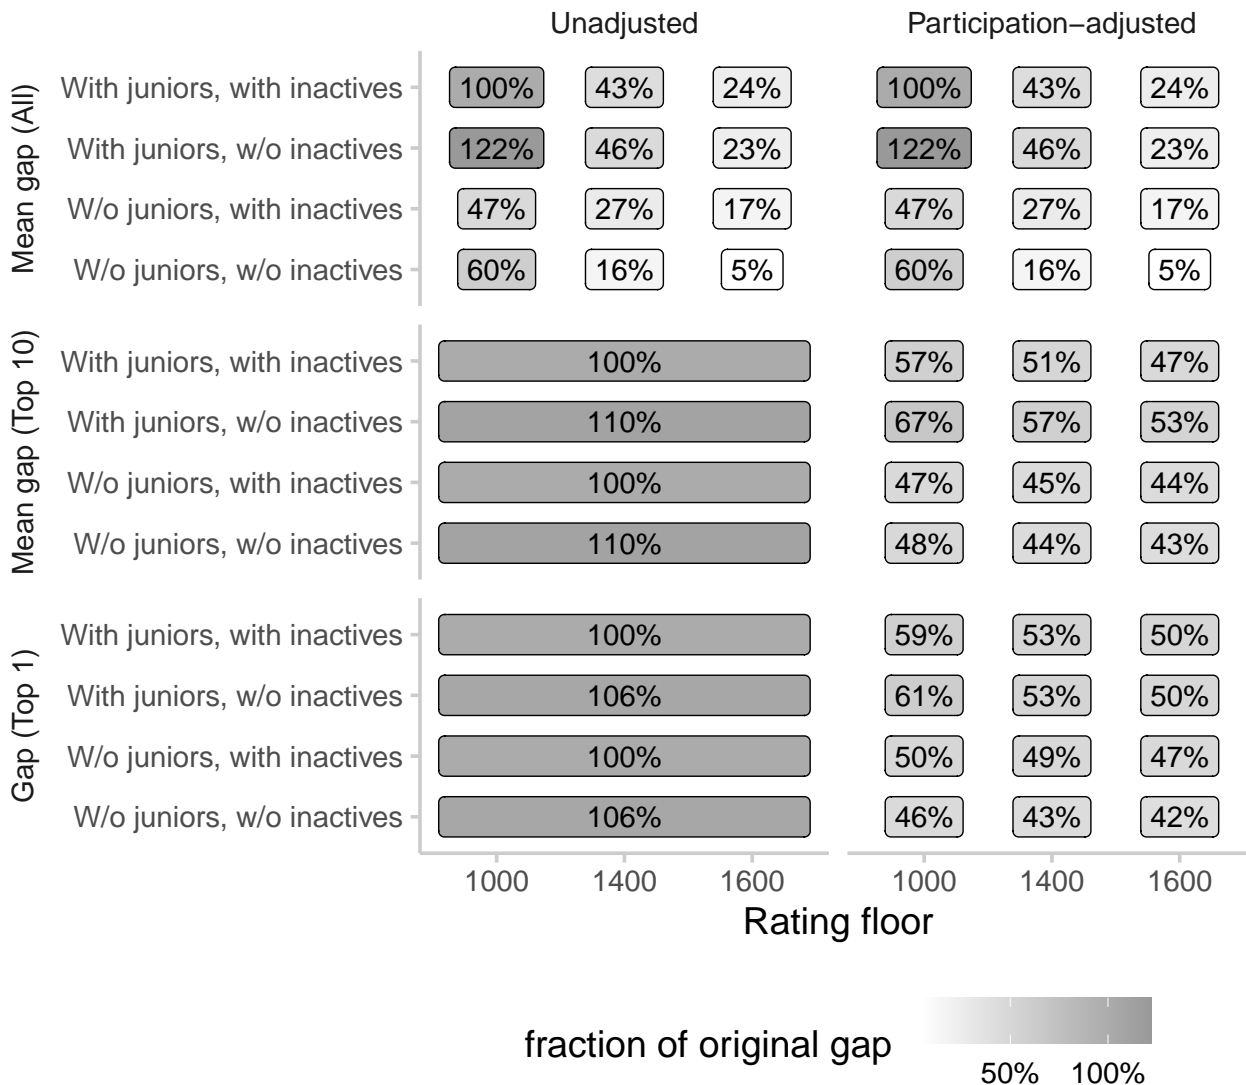 Unadjusted Participation−adjusted
Mean gap (All)
With juniors, with inactives 100% 43% 24% 100% 43% 24%
With juniors, w/o inactives 122% 46% 23% 122% 46% 23%
W/o juniors, with inactives 47% 27% 17% 47% 27% 17%
W/o juniors, w/o inactives 60% 16% 5% 60% 16% 5%
Mean gap (Top 10)
With juniors, with inactives 100% 57% 51% 47%
With juniors, w/o inactives 110% 67% 57% 53%
W/o juniors, with inactives 100% 47% 45% 44%
W/o juniors, w/o inactives 110% 48% 44% 43%
Gap (Top 1)
With juniors, with inactives 100% 59% 53% 50%
With juniors, w/o inactives 106% 61% 53% 50%
W/o juniors, with inactives 100% 50% 49% 47%
W/o juniors, w/o inactives 106% 46% 43% 42%
1000 1400 1600 1000 1400 1600
Rating floor
fraction of original gap
50% 100%